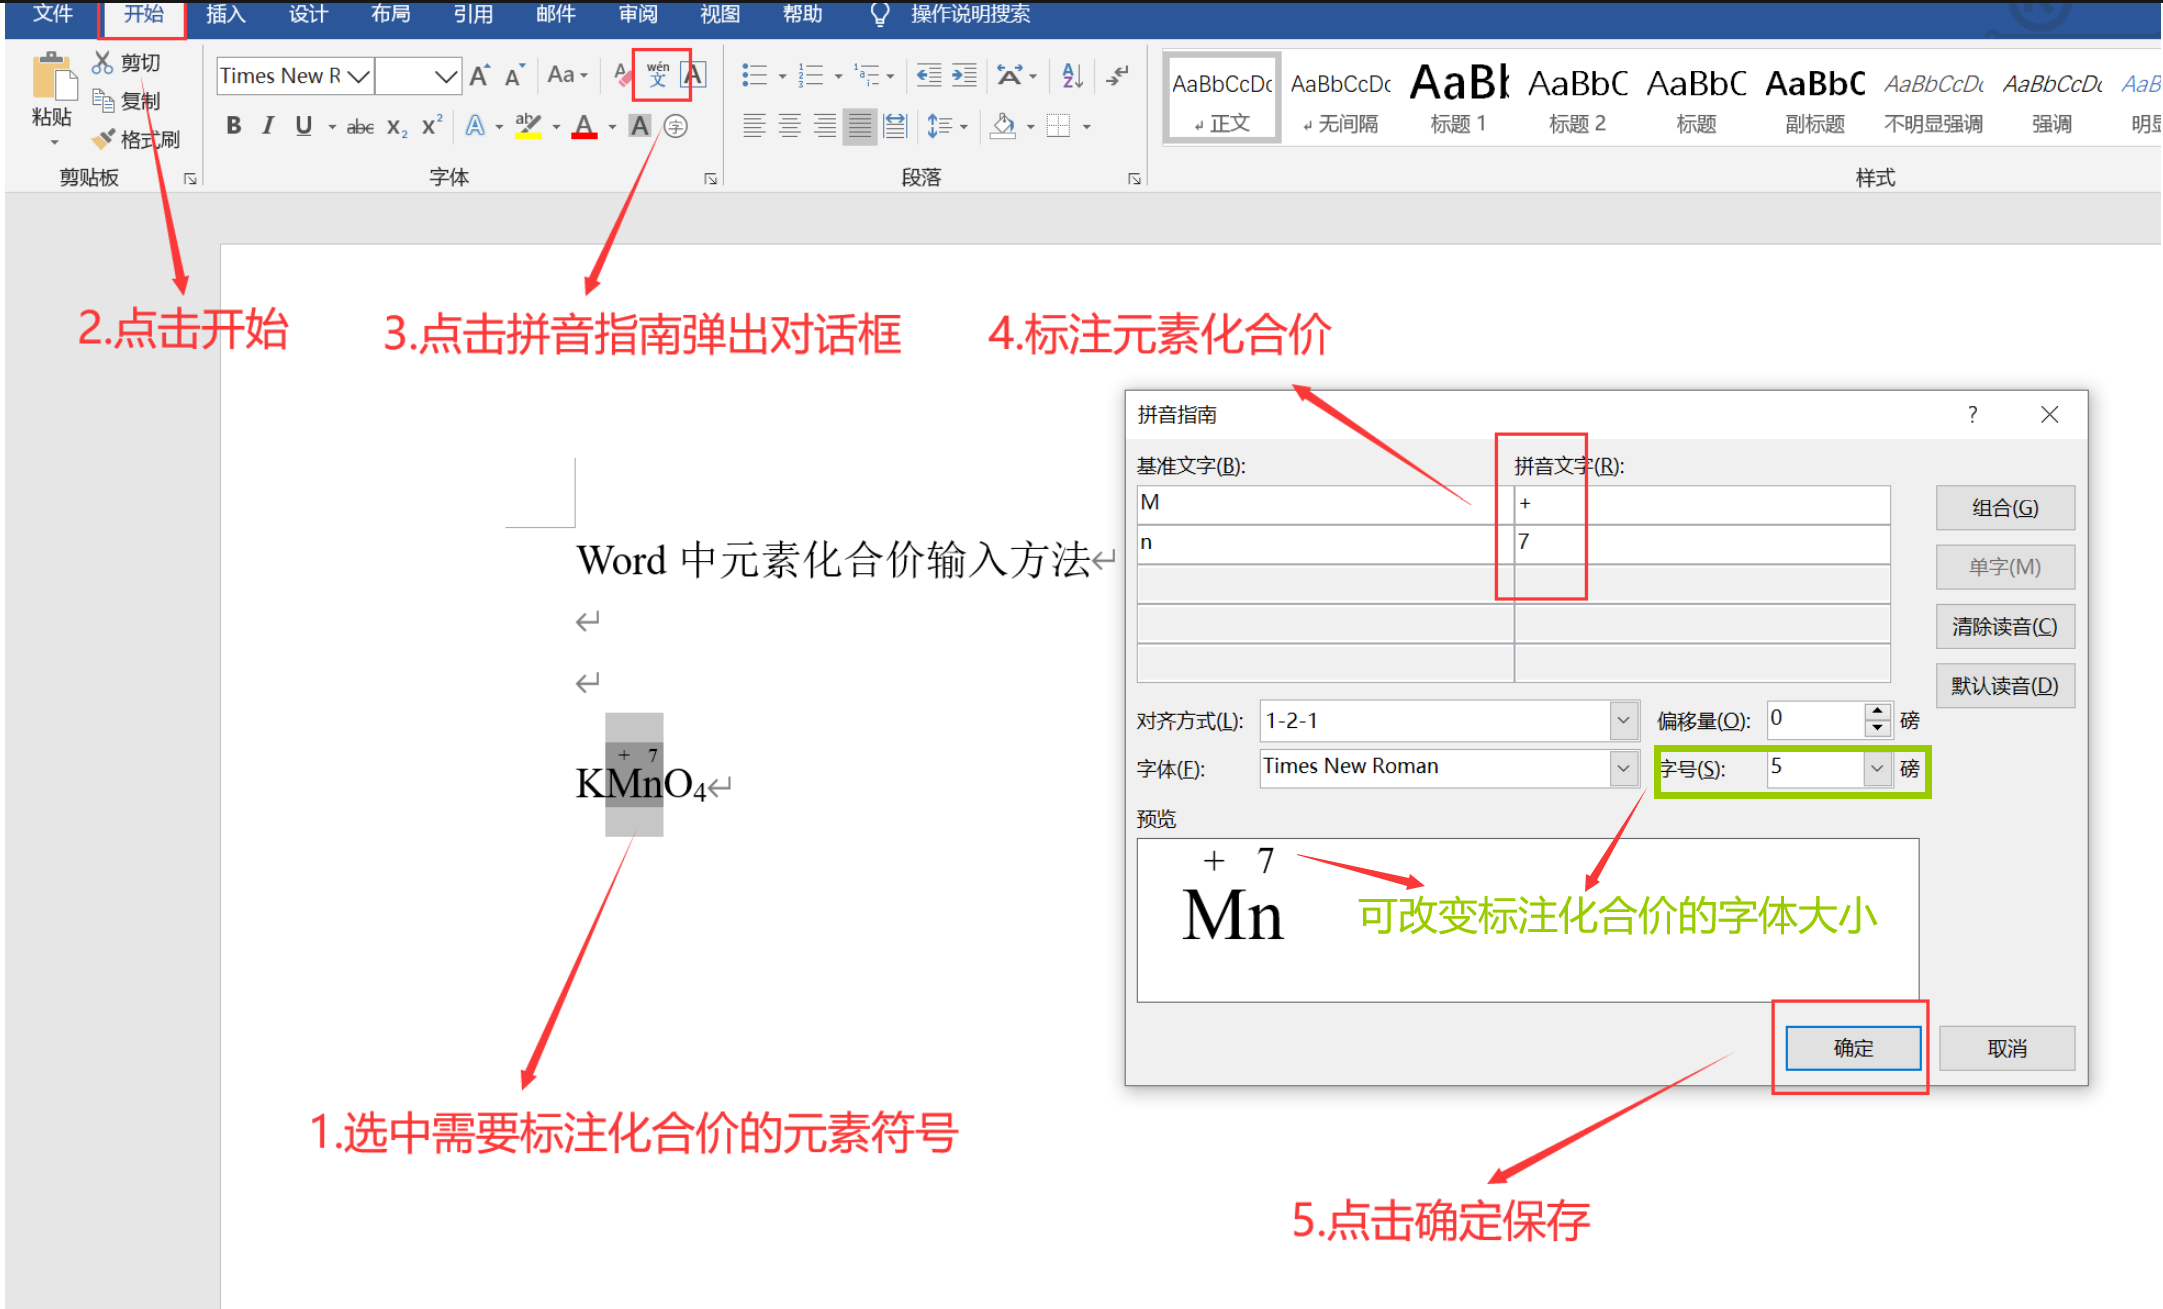 文件 开始 插入 设计 布局 引用 邮件 审阅 视图 帮助 操作说明搜索
粘贴
剪切
复制
格式刷
剪贴板
Times New R
Aa
wén
文
A
B I U abc X₂ X² A ab A A 字
字体
段落
AaBbCcDc
正文
AaBbCcDc
无间隔
AaBl
标题 1
AaBbC
标题 2
AaBbC
标题
AaBbC
副标题
AaBbCcDc
不明显强调
AaBbCcDc
强调
AaB
样式
2.点击开始
3.点击拼音指南弹出对话框
4.标注元素化合价
Word 中元素化合价输入方法
+ 7
KMnO₄
1.选中需要标注化合价的元素符号
拼音指南
基准文字(B): 拼音文字(R):
M +
n 7
组合(G)
单字(M)
清除读音(C)
默认读音(D)
对齐方式(L): 1-2-1 偏移量(O): 0 磅
字体(F): Times New Roman 字号(S): 5 磅
预览
+ 7
Mn
可改变标注化合价的字体大小
确定 取消
5.点击确定保存